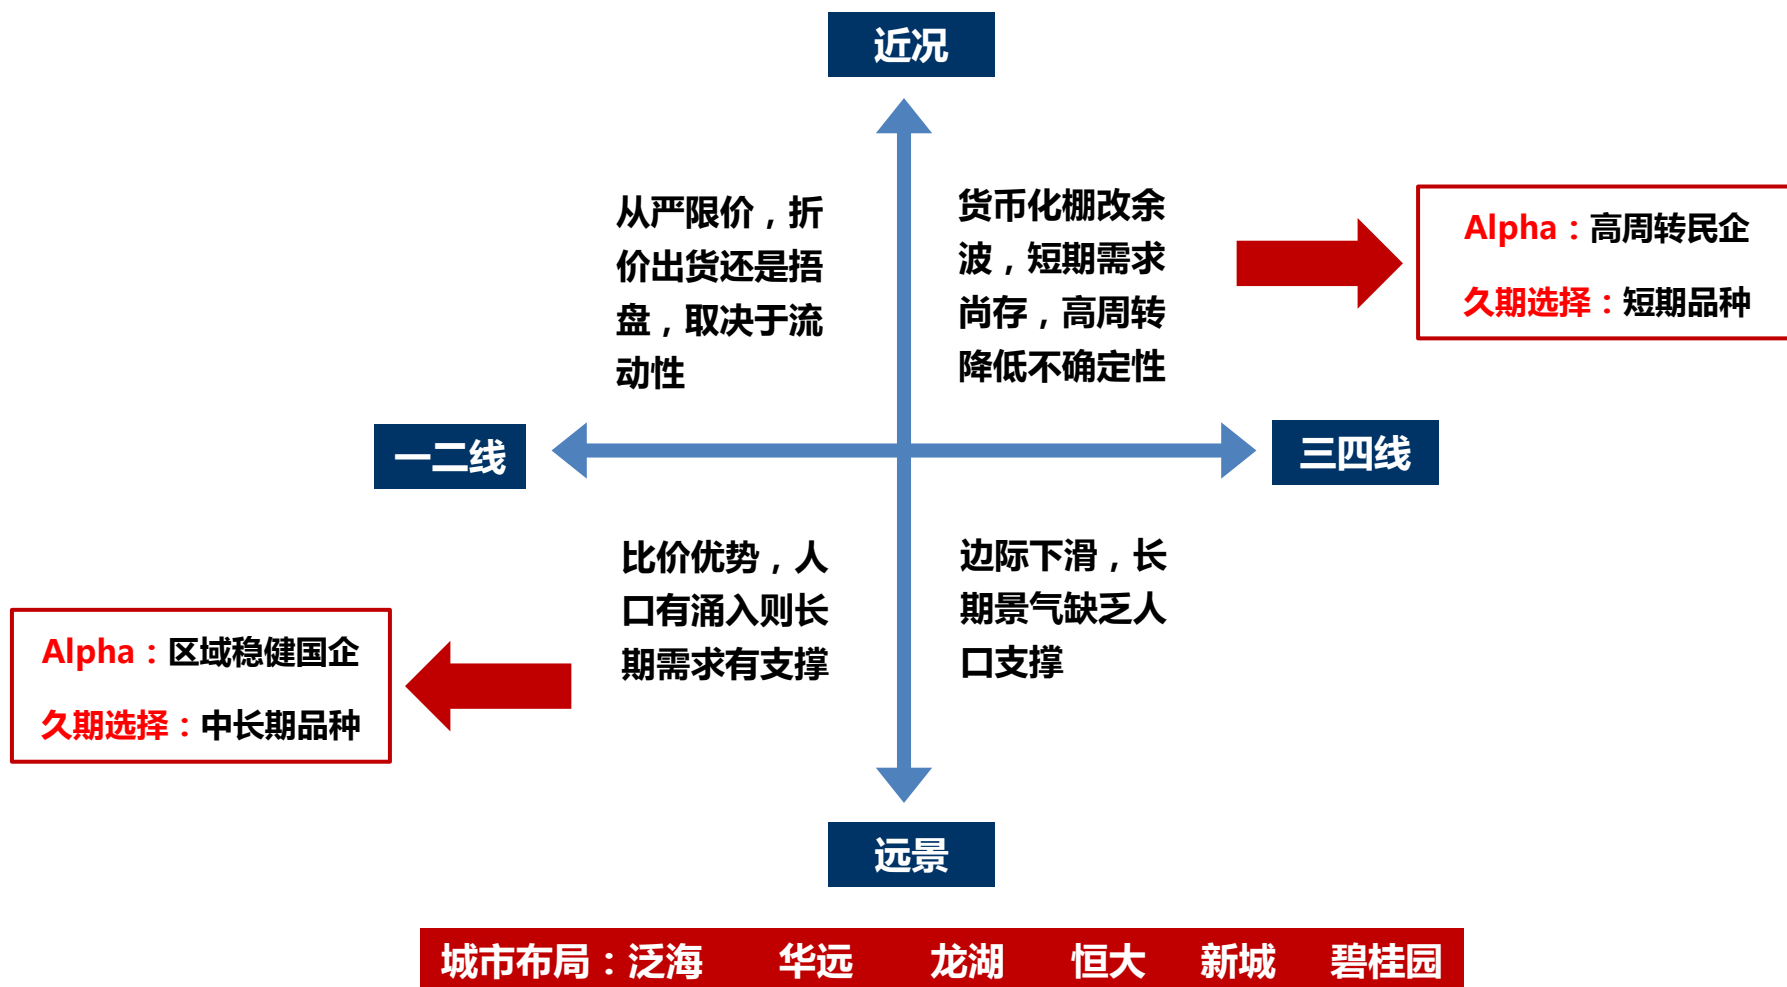 近况
从严限价，折
价出货还是捂
盘，取决于流
动性
货币化棚改余
波，短期需求
尚存，高周转
降低不确定性
Alpha：高周转民企
久期选择：短期品种
一二线
三四线
比价优势，人
口有涌入则长
期需求有支撑
边际下滑，长
期景气缺乏人
口支撑
Alpha：区域稳健国企
久期选择：中长期品种
远景
城市布局：泛海 华远 龙湖 恒大 新城 碧桂园